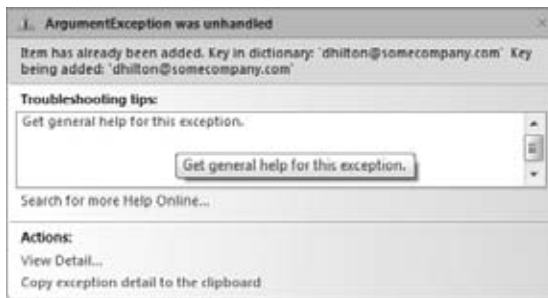 ArgumentException was unhandled
Item has already been added. Key in dictionary: 'dhilton@somecompany.com' Key
being added: 'dhilton@somecompany.com'
Troubleshooting tips:
Get general help for this exception.
Get general help for this exception.
Search for more Help Online...
Actions:
View Detail...
Copy exception detail to the clipboard